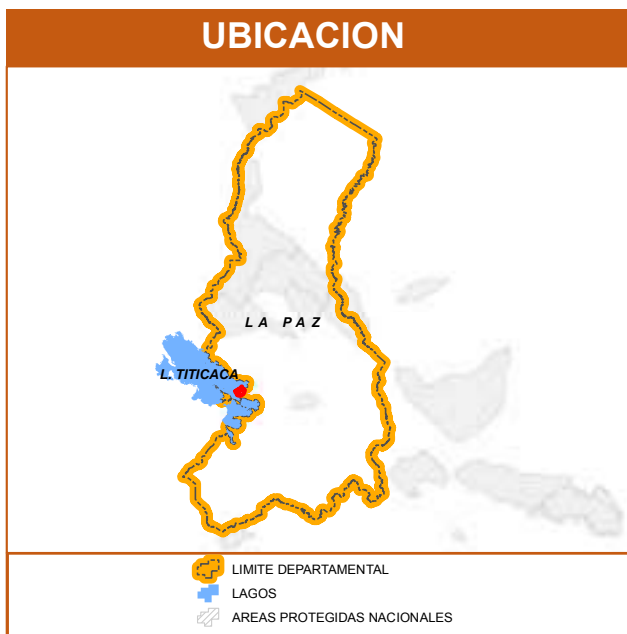 UBICACION
L A P A Z
L. TITICACA
LIMITE DEPARTAMENTAL
LAGOS
AREAS PROTEGIDAS NACIONALES